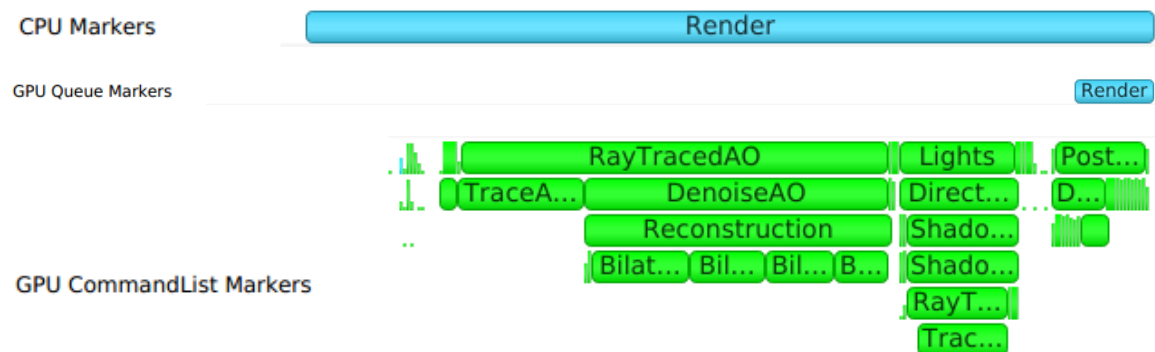 CPU Markers Render
GPU Queue Markers Render
RayTracedAO Lights Post...
TraceA... DenoiseAO Direct... D...
Reconstruction Shado...
Bilat... Bil... Bil... B... Shado...
GPU CommandList Markers
RayT...
Trac...